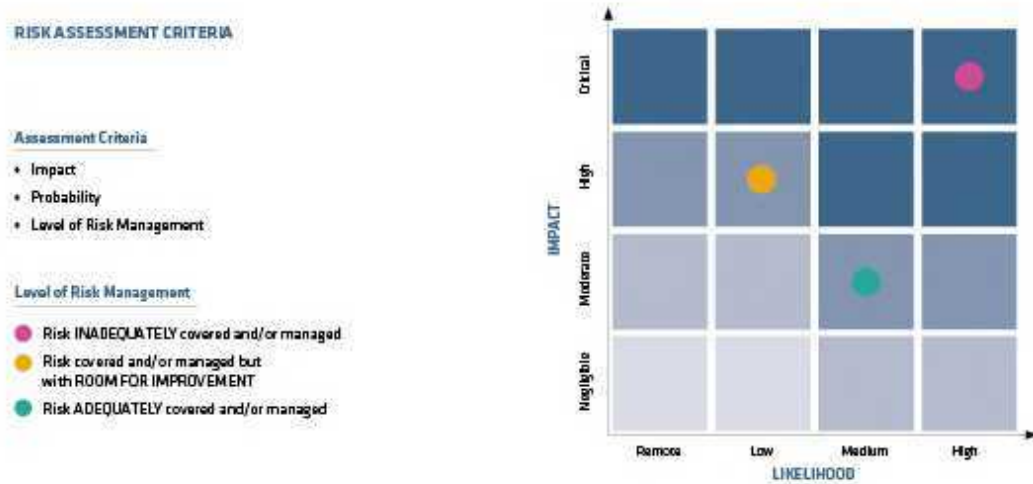 RISK ASSESSMENT CRITERIA
Assessment Criteria
• Impact
• Probability
• Level of Risk Management
Level of Risk Management
Risk INADEQUATELY covered and/or managed
Risk covered and/or managed but
with ROOM FOR IMPROVEMENT
Risk ADEQUATELY covered and/or managed
IMPACT
Critical
High
Moderate
Negligible
Remote
Low
Medium
High
LIKELIHOOD